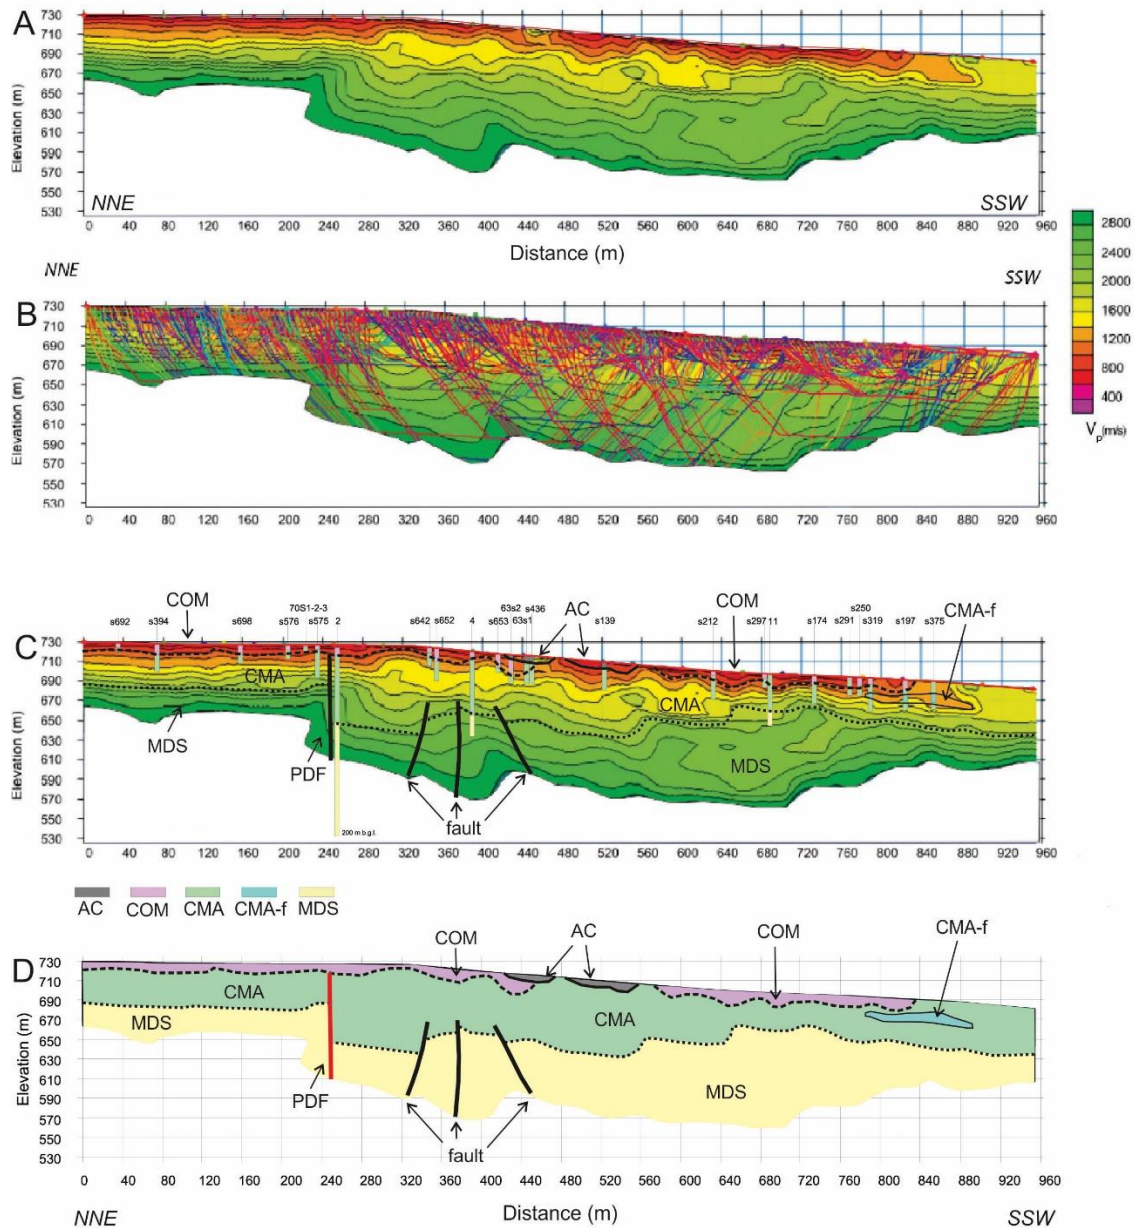 A
730
710
690
670
650
630
610
590
570
550
530
Elevation (m)
NNE
SSW
0 40 80 120 160 200 240 280 320 360 400 440 480 520 560 600 640 680 720 760 800 840 880 920 960
Distance (m)
NNE
SSW
2800
2400
2000
1600
1200
800
400
Vp(m/s)
B
730
710
690
670
650
630
610
590
570
550
530
Elevation (m)
0 40 80 120 160 200 240 280 320 360 400 440 480 520 560 600 640 680 720 760 800 840 880 920 960
COM
AC
COM
CMA-f
s692 s394 s698 s576 70S1-2-3 s575 2 s642 s652 4 s653 63s2 63s1 s436 s139 s212 s297 11 s174 s291 s250 s319 s197 s375
C
730
710
690
670
650
630
610
590
570
550
530
Elevation (m)
CMA
CMA
MDS
MDS
PDF
fault
200 m b.g.l.
0 40 80 120 160 200 240 280 320 360 400 440 480 520 560 600 640 680 720 760 800 840 880 920 960
AC COM CMA CMA-f MDS
D
COM
AC
COM
CMA-f
730
710
690
670
650
630
610
590
570
550
530
Elevation (m)
CMA
CMA
MDS
MDS
PDF
fault
0 40 80 120 160 200 240 280 320 360 400 440 480 520 560 600 640 680 720 760 800 840 880 920 960
NNE
Distance (m)
SSW